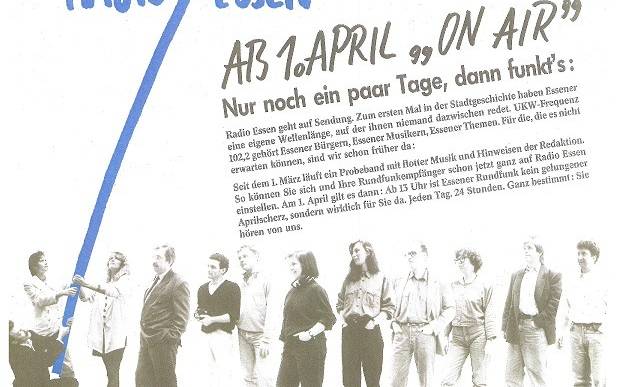 ESSEN
AB 1. APRIL „ON AIR”
Nur noch ein paar Tage, dann funkt's:
Radio Essen geht auf Sendung. Zum ersten Mal in der Stadtgeschichte haben Essener
eine eigene Wellenlänge, auf der ihnen niemand dazwischen redet. UKW-Frequenz
102,2 gehört Essener Bürgern, Essener Musikern, Essener Themen. Für die, die es nicht
erwarten können, sind wir schon früher da:
Seit dem 1. März läuft ein Probeband mit flotter Musik und Hinweisen der Redaktion.
So können Sie sich und Ihre Rundfunkempfänger schon jetzt ganz auf Radio Essen
einstellen. Am 1. April gilt es dann: Ab 13 Uhr ist Essener Rundfunk kein gelungener
Aprilscherz, sondern wirklich für Sie da. Jeden Tag. 24 Stunden. Ganz bestimmt: Sie
hören von uns.